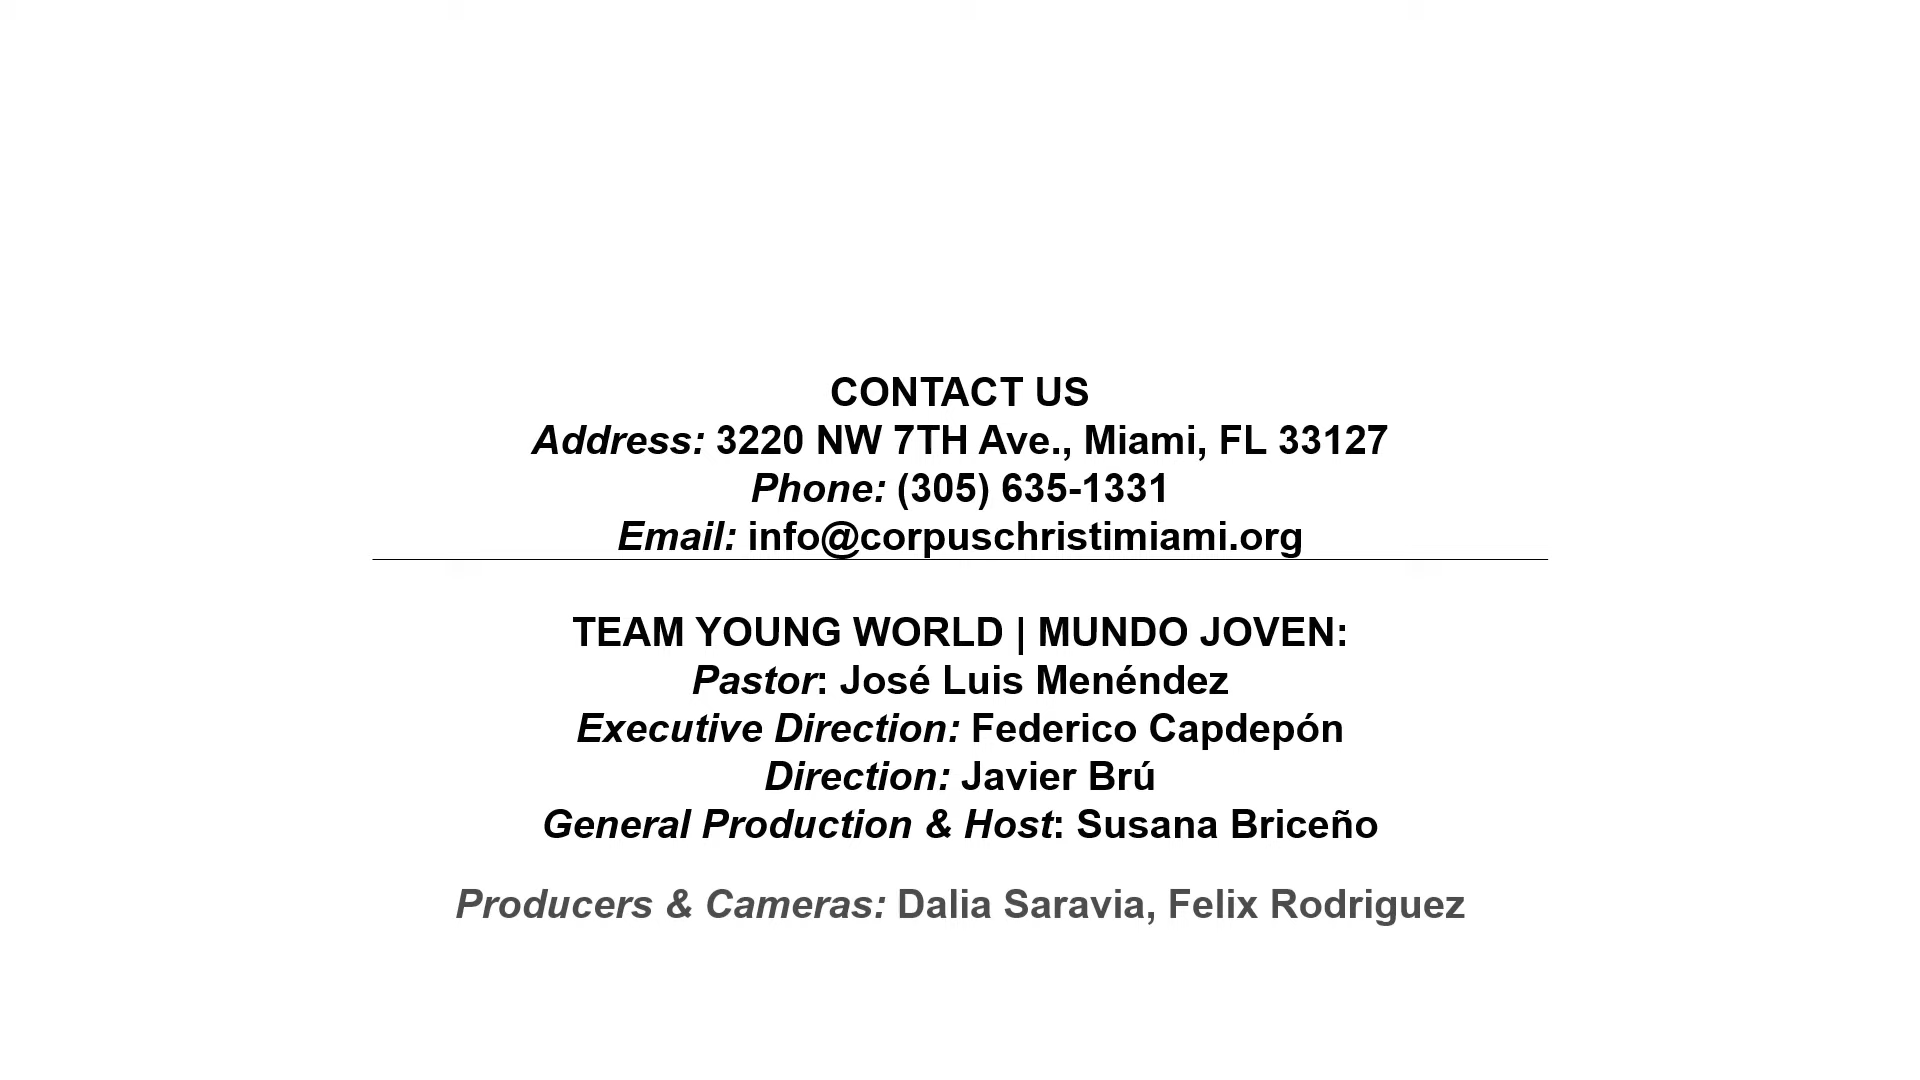 CONTACT US
Address: 3220 NW 7TH Ave., Miami, FL 33127
Phone: (305) 635-1331
Email: info@corpuschristimiami.org
TEAM YOUNG WORLD | MUNDO JOVEN:
Pastor: José Luis Menéndez
Executive Direction: Federico Capdepón
Direction: Javier Brú
General Production & Host: Susana Briceño
Producers & Cameras: Dalia Saravia, Felix Rodriguez